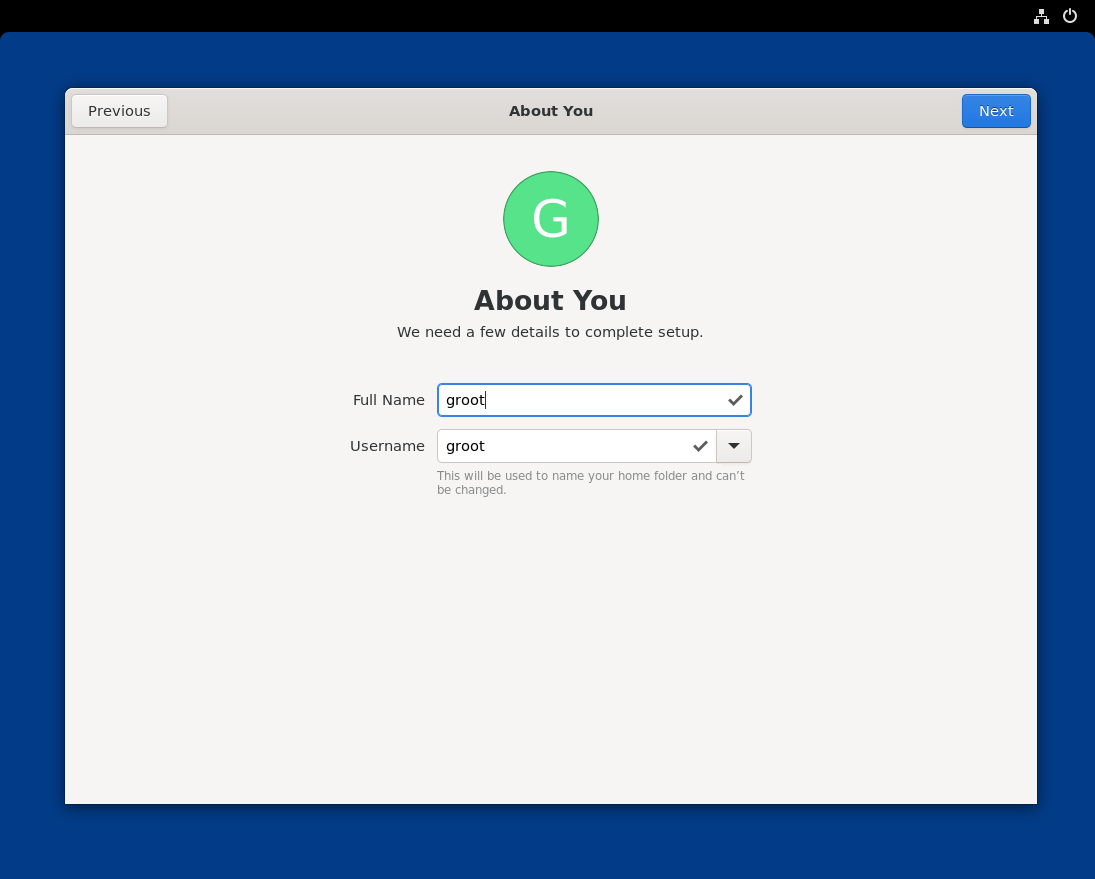 Previous
About You
Next
G
About You
We need a few details to complete setup.
Full Name
groot
Username
groot
This will be used to name your home folder and can’t
be changed.